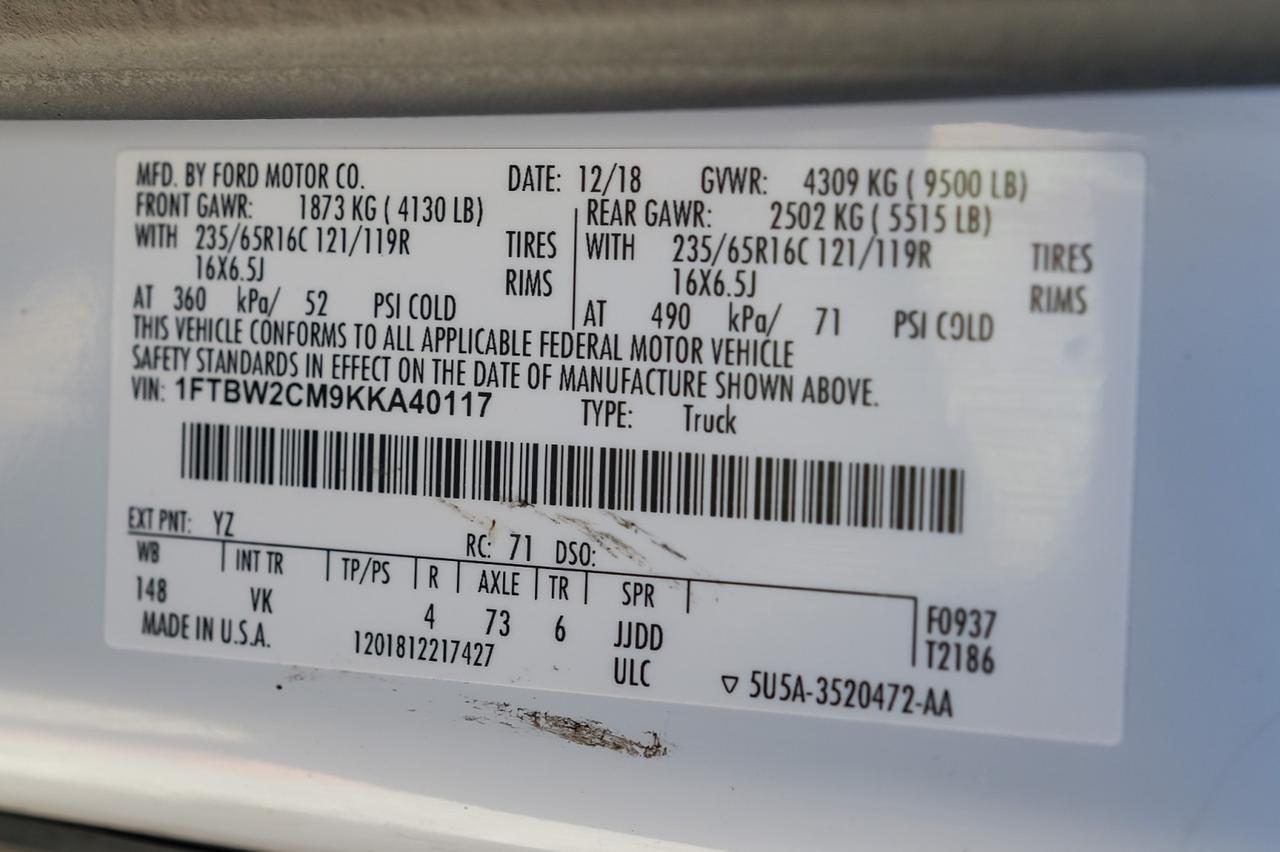 MFD. BY FORD MOTOR CO. DATE: 12/18 GVWR: 4309 KG ( 9500 LB)
FRONT GAWR: 1873 KG ( 4130 LB) REAR GAWR: 2502 KG ( 5515 LB)
WITH 235/65R16C 121/119R TIRES WITH 235/65R16C 121/119R TIRES
16X6.5J RIMS 16X6.5J RIMS
AT 360 kPa/ 52 PSI COLD AT 490 kPa/ 71 PSI COLD
THIS VEHICLE CONFORMS TO ALL APPLICABLE FEDERAL MOTOR VEHICLE
SAFETY STANDARDS IN EFFECT ON THE DATE OF MANUFACTURE SHOWN ABOVE.
VIN: 1FTBW2CM9KKA40117 TYPE: Truck
EXT PNT: YZ RC: 71 DSO:
WB INT TR TP/PS R AXLE TR SPR
148 VK 4 73 6 JJDD F0937
MADE IN U.S.A. 1201812217427 ULC T2186
▽ 5U5A-3520472-AA